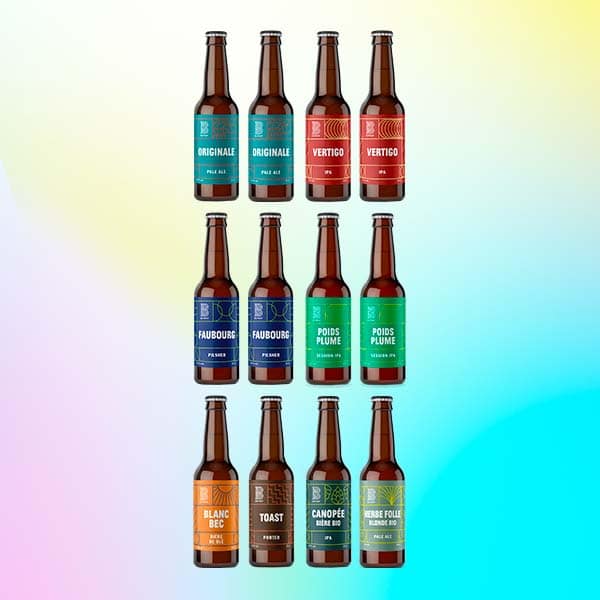 ORIGINALE
PALE ALE
ORIGINALE
PALE ALE
VERTIGO
IPA
VERTIGO
IPA
FAUBOURG
PILSNER
FAUBOURG
PILSNER
POIDS
PLUME
SESSION IPA
POIDS
PLUME
SESSION IPA
BLANC
BEC
BIÈRE
DE BLÉ
TOAST
PORTER
CANOPÉE
BIÈRE BIO
IPA
HERBE FOLLE
BLONDE BIO
PALE ALE